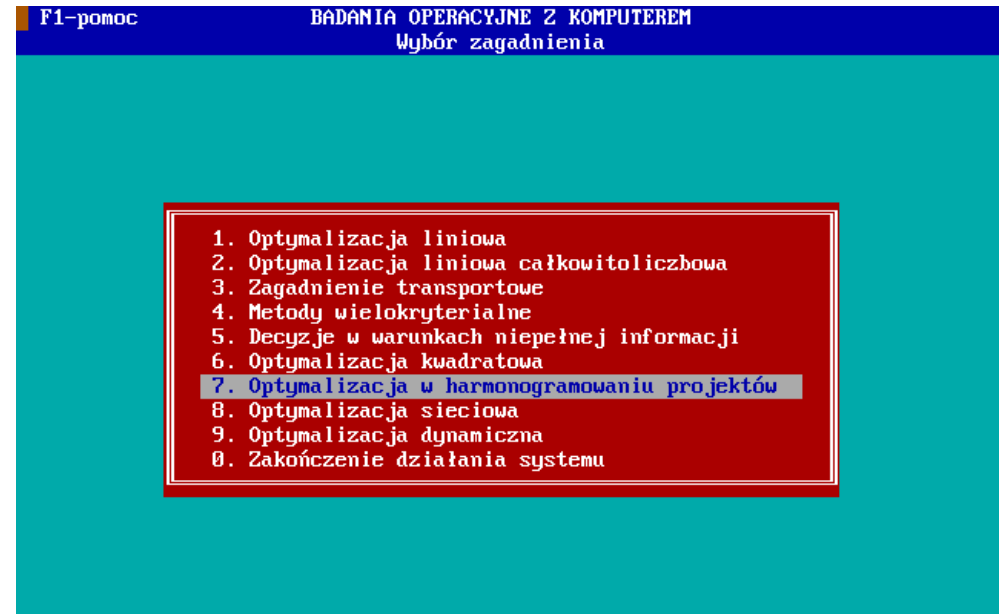 F1-pomoc BADANIA OPERACYJNE Z KOMPUTEREM
Wybór zagadnienia
1. Optymalizacja liniowa
2. Optymalizacja liniowa całkowitoliczbowa
3. Zagadnienie transportowe
4. Metody wielokryterialne
5. Decyzje w warunkach niepełnej informacji
6. Optymalizacja kwadratowa
7. Optymalizacja w harmonogramowaniu projektów
8. Optymalizacja sieciowa
9. Optymalizacja dynamiczna
0. Zakończenie działania systemu